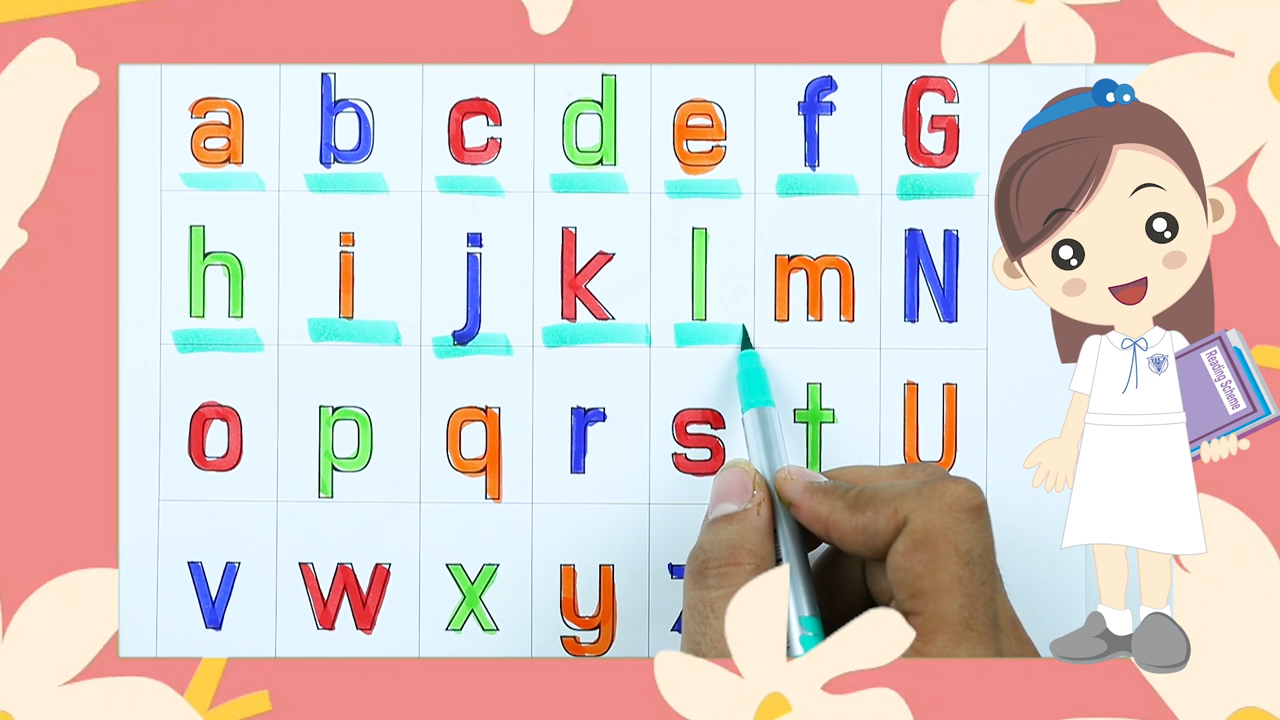 a b c d e f G
h i j k l m N
o p q r s t U
v w x y
Reading Scheme